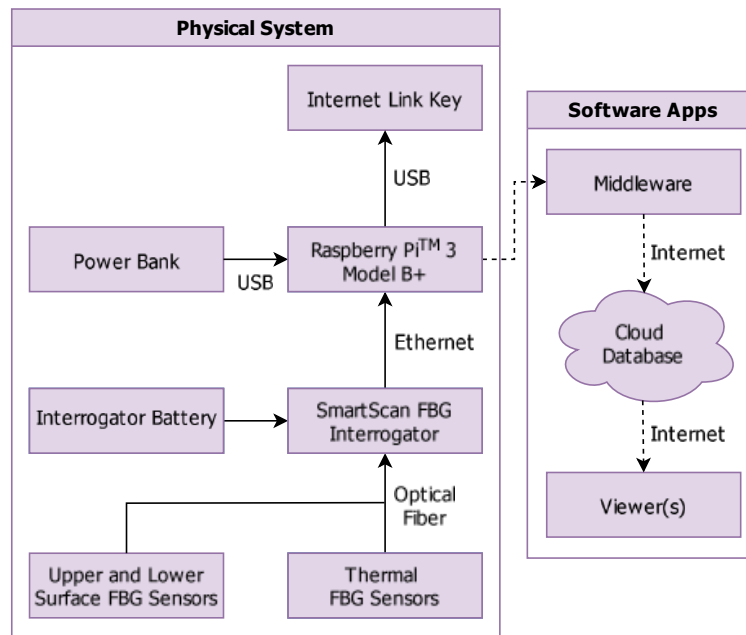 Physical System
Internet Link Key
USB
Power Bank
USB
Raspberry Pi™ 3
Model B+
Ethernet
Interrogator Battery
SmartScan FBG
Interrogator
Optical
Fiber
Upper and Lower
Surface FBG Sensors
Thermal
FBG Sensors
Software Apps
Middleware
Internet
Cloud
Database
Internet
Viewer(s)